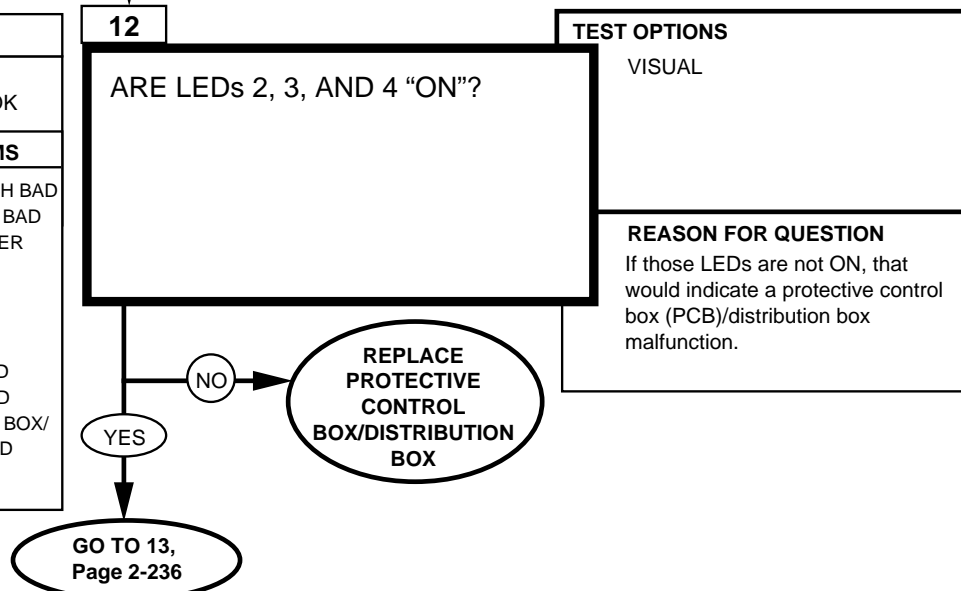 12
ARE LEDs 2, 3, AND 4 “ON”?
TEST OPTIONS
VISUAL
REASON FOR QUESTION
If those LEDs are not ON, that
would indicate a protective control
box (PCB)/distribution box
malfunction.
OK
MS
H BAD
BAD
ER
D
D
BOX/
D
NO
REPLACE
PROTECTIVE
CONTROL
BOX/DISTRIBUTION
BOX
YES
GO TO 13,
Page 2-236